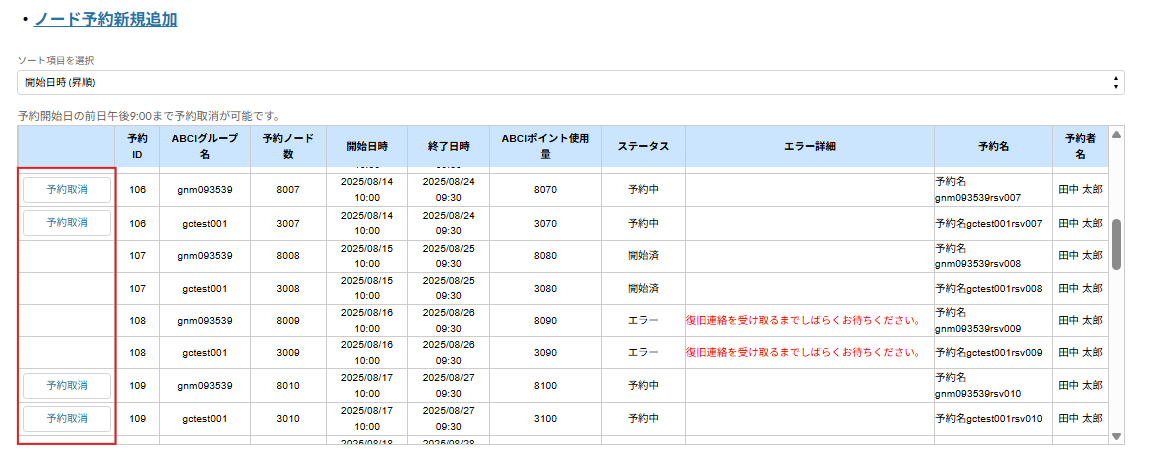 • ノード予約新規追加
ソート項目を選択
開始日時 (昇順)
予約開始日の前日午後9:00まで予約取消が可能です。
予約ID ABCIグループ名 予約ノード数 開始日時 終了日時 ABCIポイント使用量 ステータス エラー詳細 予約名 予約者名
予約取消 106 gnm093539 8007 2025/08/14 10:00 2025/08/24 09:30 8070 予約中 予約名gnm093539rsv007 田中 太郎
予約取消 106 gctest001 3007 2025/08/14 10:00 2025/08/24 09:30 3070 予約中 予約名gctest001rsv007 田中 太郎
107 gnm093539 8008 2025/08/15 10:00 2025/08/25 09:30 8080 開始済 予約名gnm093539rsv008 田中 太郎
107 gctest001 3008 2025/08/15 10:00 2025/08/25 09:30 3080 開始済 予約名gctest001rsv008 田中 太郎
108 gnm093539 8009 2025/08/16 10:00 2025/08/26 09:30 8090 エラー 復旧連絡を受け取るまでしばらくお待ちください。 予約名gnm093539rsv009 田中 太郎
108 gctest001 3009 2025/08/16 10:00 2025/08/26 09:30 3090 エラー 復旧連絡を受け取るまでしばらくお待ちください。 予約名gctest001rsv009 田中 太郎
予約取消 109 gnm093539 8010 2025/08/17 10:00 2025/08/27 09:30 8100 予約中 予約名gnm093539rsv010 田中 太郎
予約取消 109 gctest001 3010 2025/08/17 10:00 2025/08/27 09:30 3100 予約中 予約名gctest001rsv010 田中 太郎